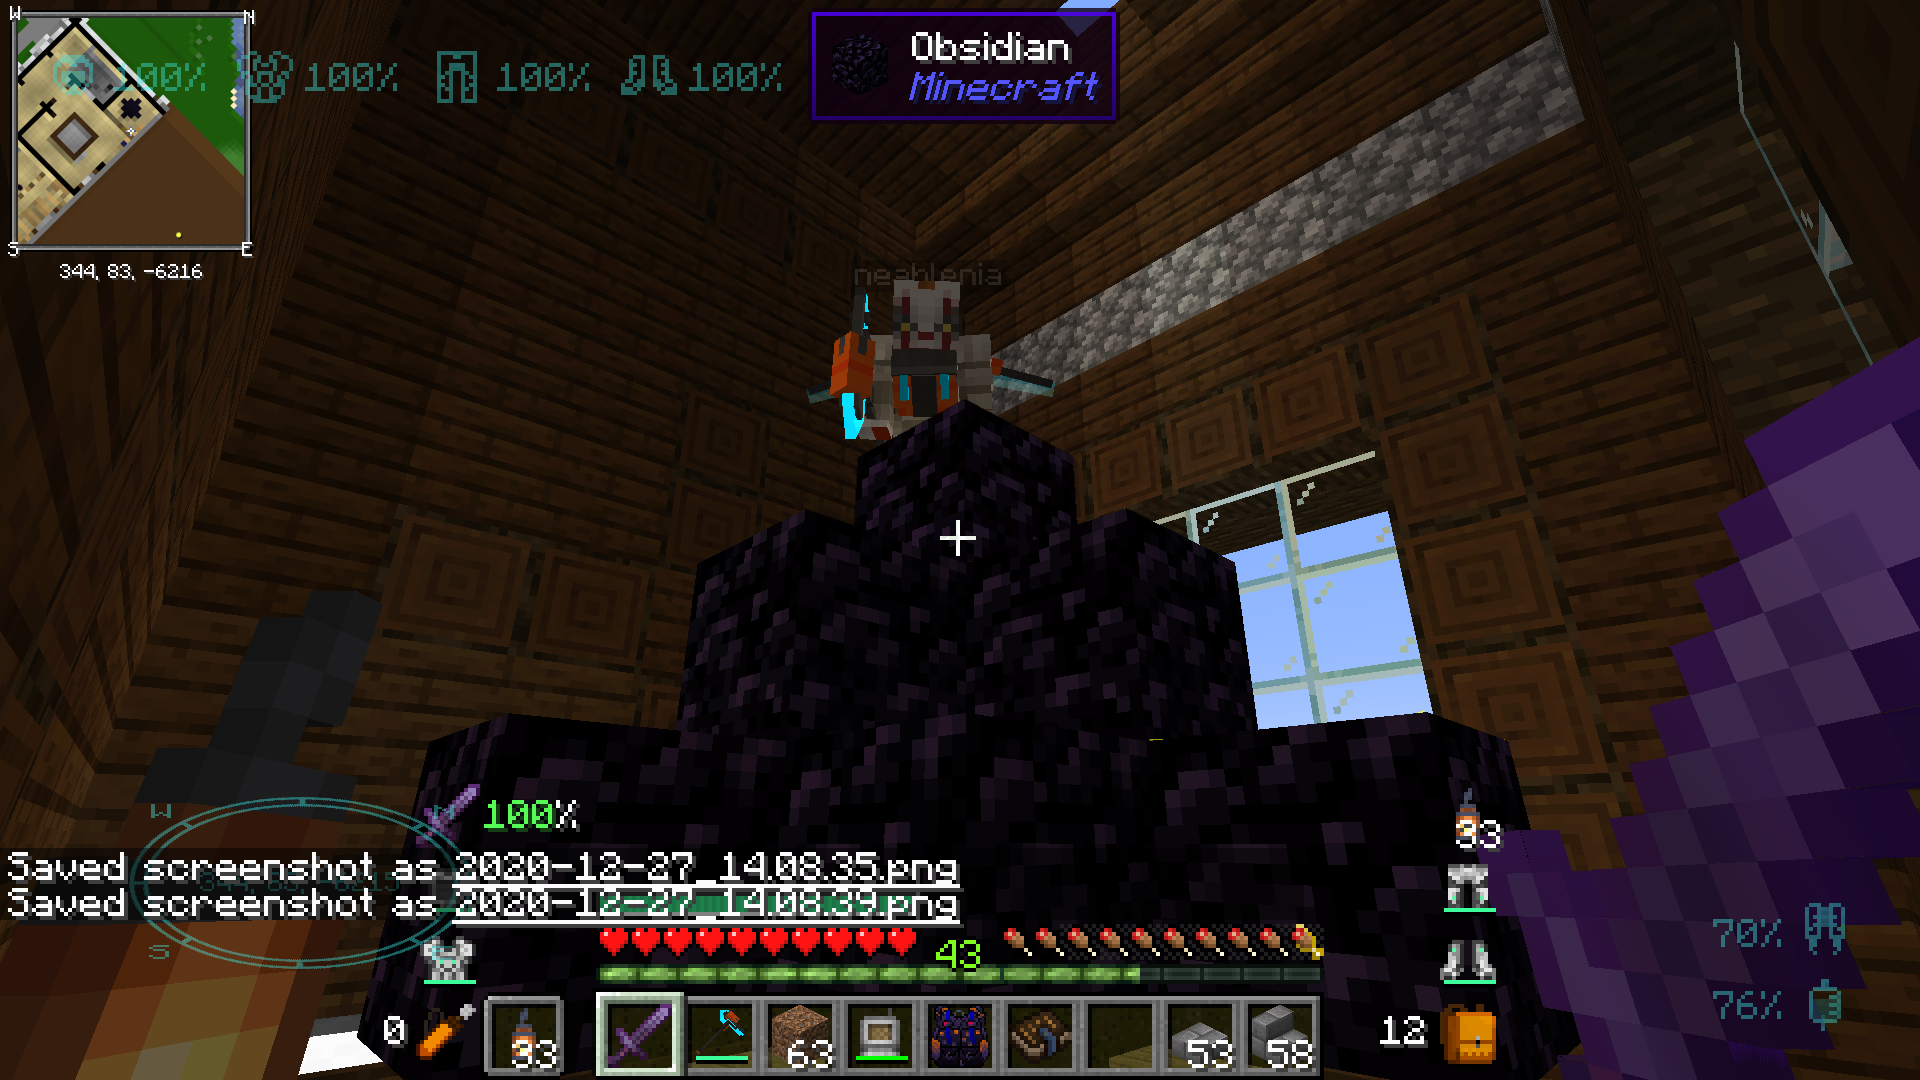 W N
100% 100% 100% 100%
Obsidian
Minecraft
S E
344, 83, -6216
neablenia
100%
W
33
Saved screenshot as 2020-12-27_14.08.35.png
Saved screenshot as 2020-12-27_14.08.39.png
S
43
70%
76%
0
33
63
53
58
12